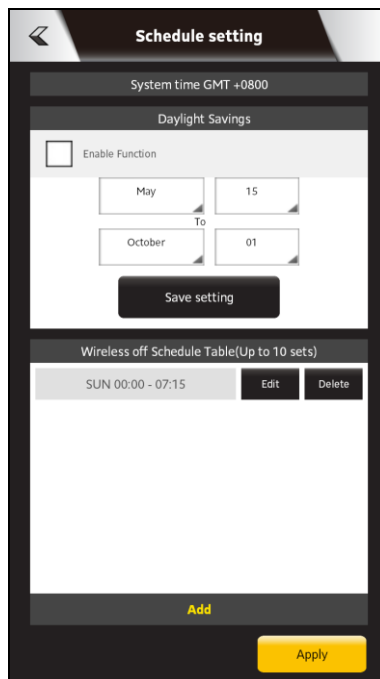 Schedule setting
System time GMT +0800
Daylight Savings
Enable Function
May 15
To
October 01
Save setting
Wireless off Schedule Table(Up to 10 sets)
SUN 00:00 - 07:15 Edit Delete
Add
Apply